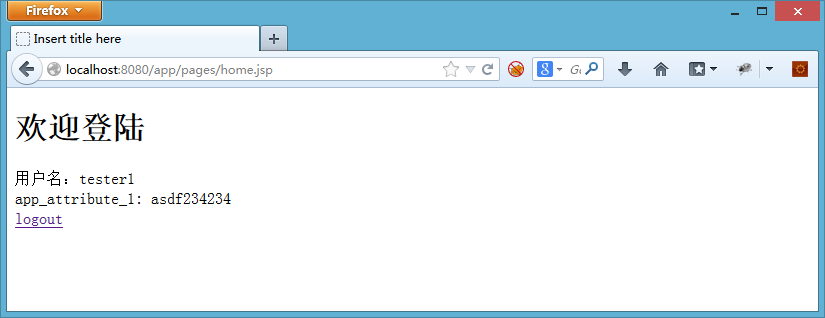 Firefox
Insert title here
localhost:8080/app/pages/home.jsp
欢迎登陆
用户名：tester1
app_attribute_1: asdf234234
logout